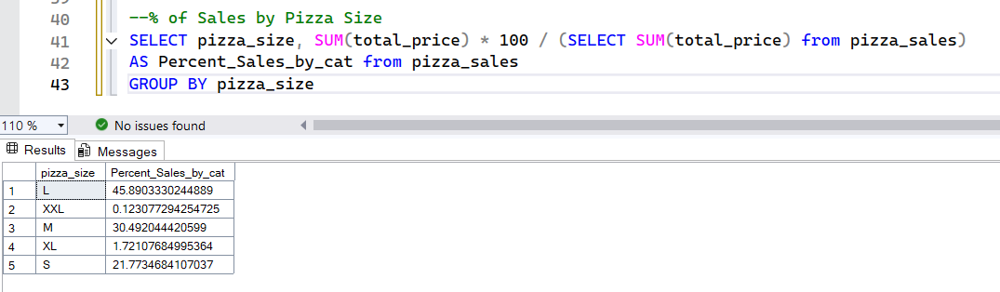 40 --% of Sales by Pizza Size
41 SELECT pizza_size, SUM(total_price) * 100 / (SELECT SUM(total_price) from pizza_sales)
42 AS Percent_Sales_by_cat from pizza_sales
43 GROUP BY pizza_size
110 % No issues found
Results Messages
pizza_size Percent_Sales_by_cat
1 L 45.8903330244889
2 XXL 0.123077294254725
3 M 30.492044420599
4 XL 1.72107684995364
5 S 21.7734684107037